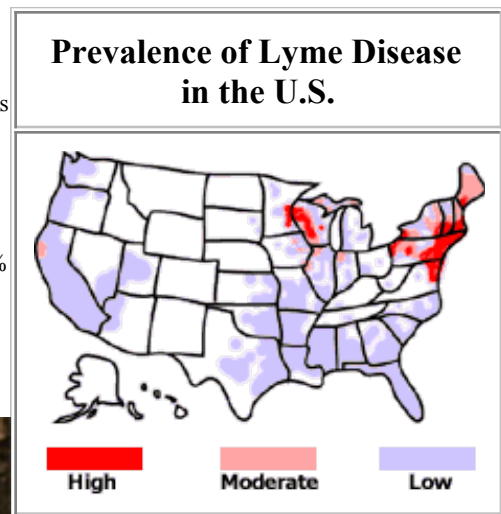 Prevalence of Lyme Disease
in the U.S.
s
%
High Moderate Low